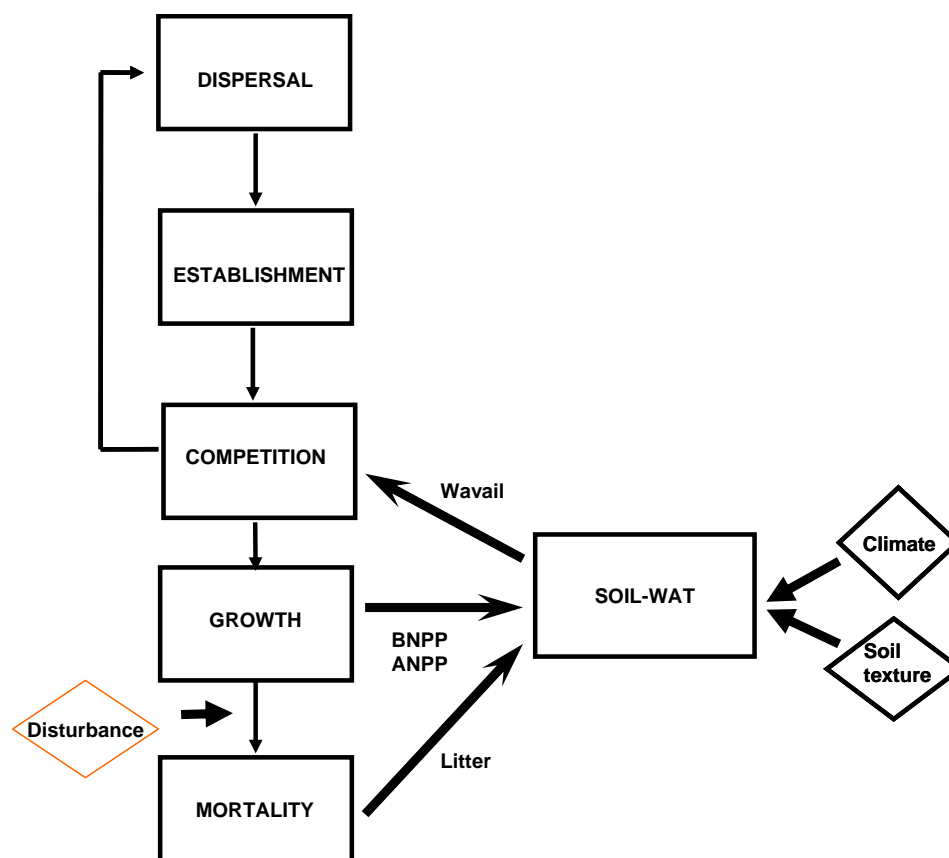 DISPERSAL
ESTABLISHMENT
COMPETITION
Wavail
Climate
SOIL-WAT
GROWTH
BNPP
ANPP
Soil
texture
Disturbance
Litter
MORTALITY